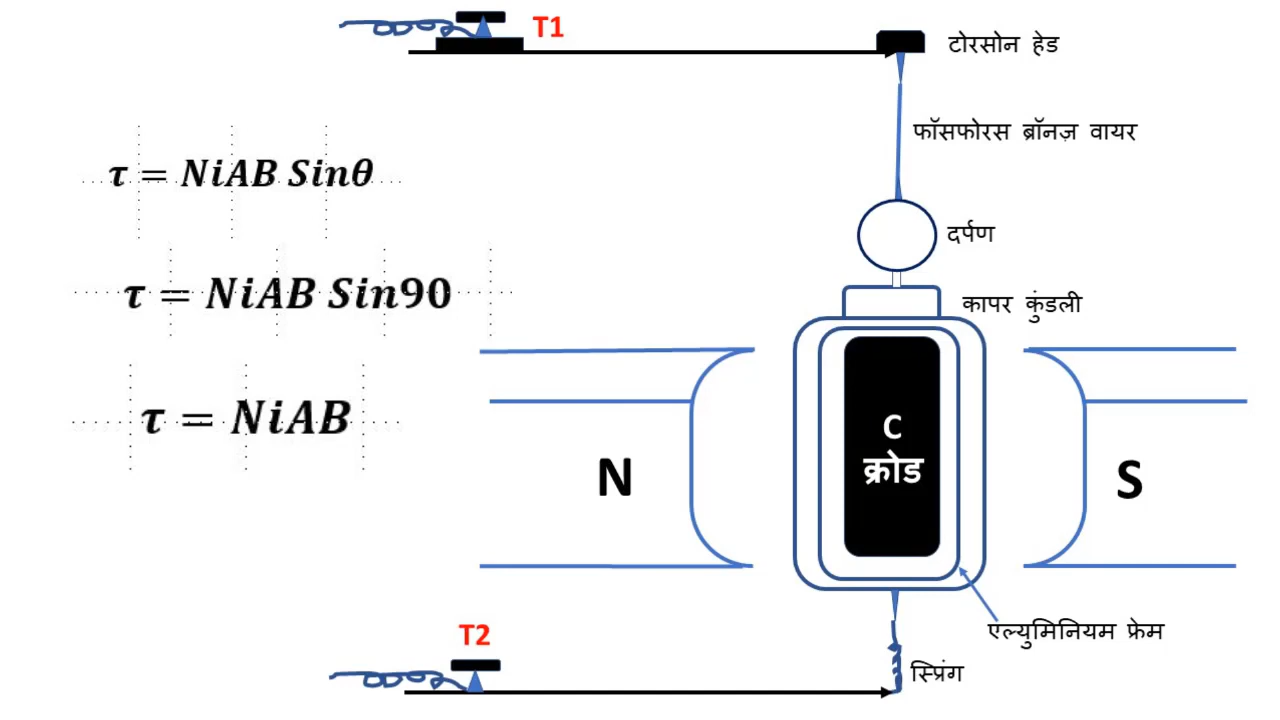 T1
टोरसोन हेड
फॉसफोरस ब्रॉनज़ वायर
τ = NiAB Sinθ
दर्पण
τ = NiAB Sin90
कापर कुंडली
τ = NiAB
C
क्रोड
N
S
T2
एल्युमिनियम फ्रेम
स्प्रिंग